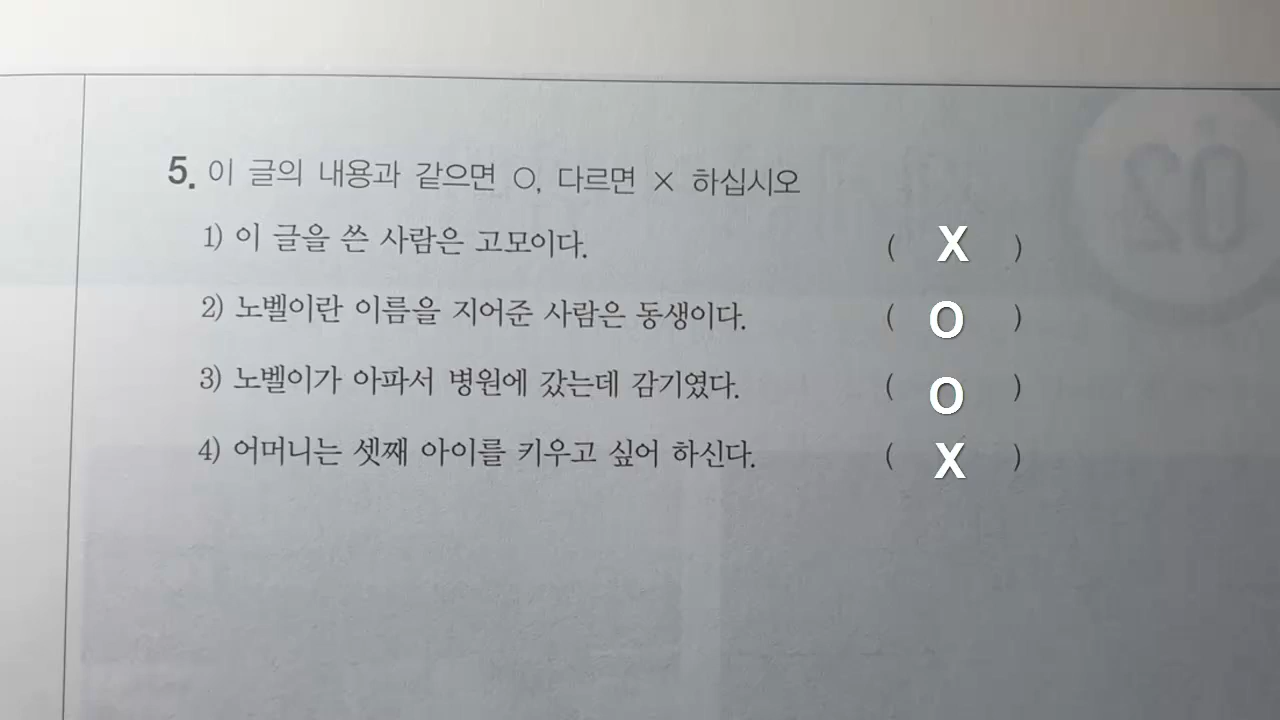 5. 이 글의 내용과 같으면 ○, 다르면 × 하십시오
1) 이 글을 쓴 사람은 고모이다. ( X )
2) 노벨이란 이름을 지어준 사람은 동생이다. ( O )
3) 노벨이가 아파서 병원에 갔는데 감기였다. ( O )
4) 어머니는 셋째 아이를 키우고 싶어 하신다. ( X )
02